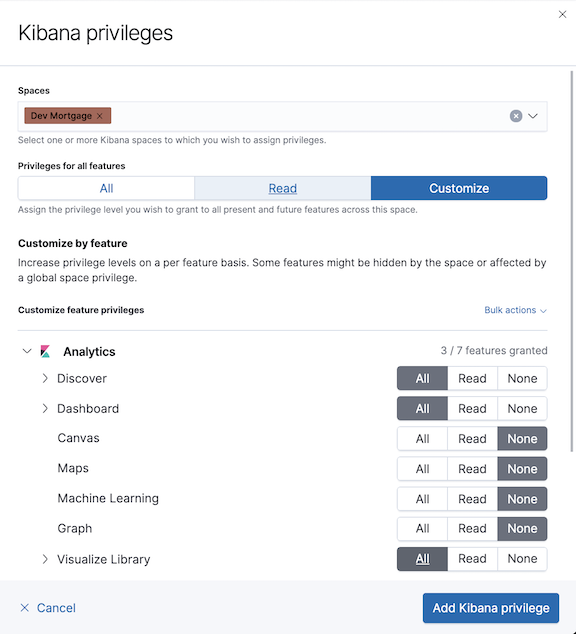 Kibana privileges
Spaces
Dev Mortgage
Select one or more Kibana spaces to which you wish to assign privileges.
Privileges for all features
All Read Customize
Assign the privilege level you wish to grant to all present and future features across this space.
Customize by feature
Increase privilege levels on a per feature basis. Some features might be hidden by the space or affected by
a global space privilege.
Customize feature privileges Bulk actions
Analytics 3 / 7 features granted
Discover All Read None
Dashboard All Read None
Canvas All Read None
Maps All Read None
Machine Learning All Read None
Graph All Read None
Visualize Library All Read None
Cancel Add Kibana privilege